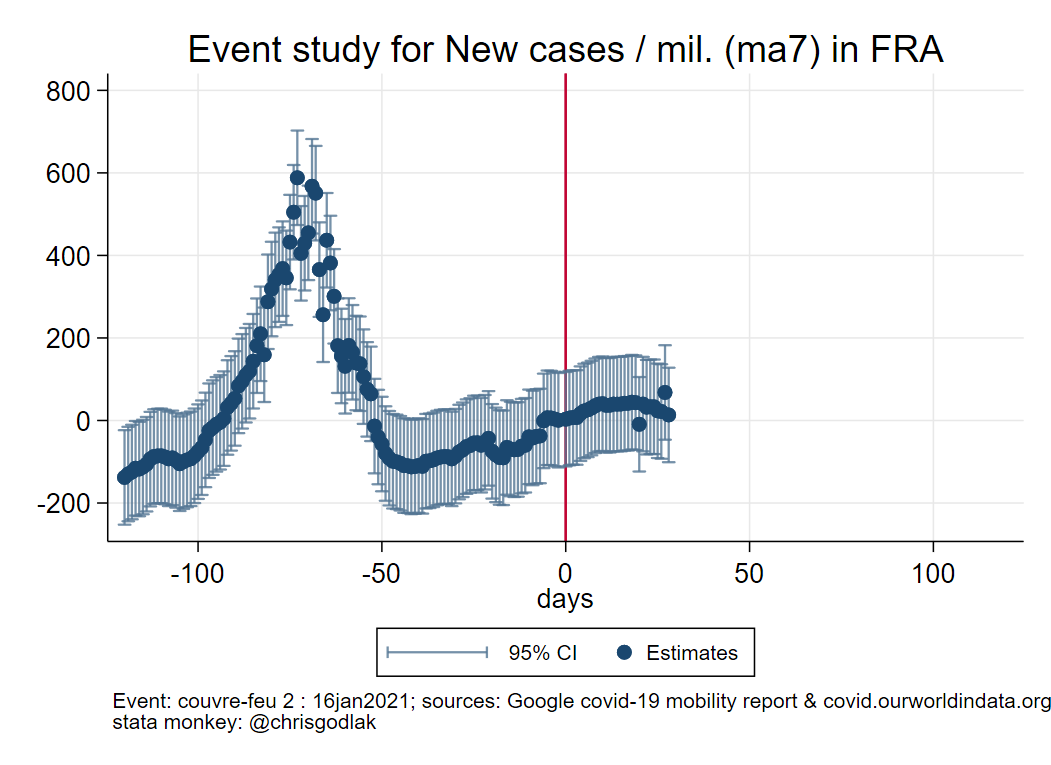 Event study for New cases / mil. (ma7) in FRA
800
600
400
200
0
-200
-100 -50 0 50 100
days
95% CI Estimates
Event: couvre-feu 2 : 16jan2021; sources: Google covid-19 mobility report & covid.ourworldindata.org
stata monkey: @chrisgodlak